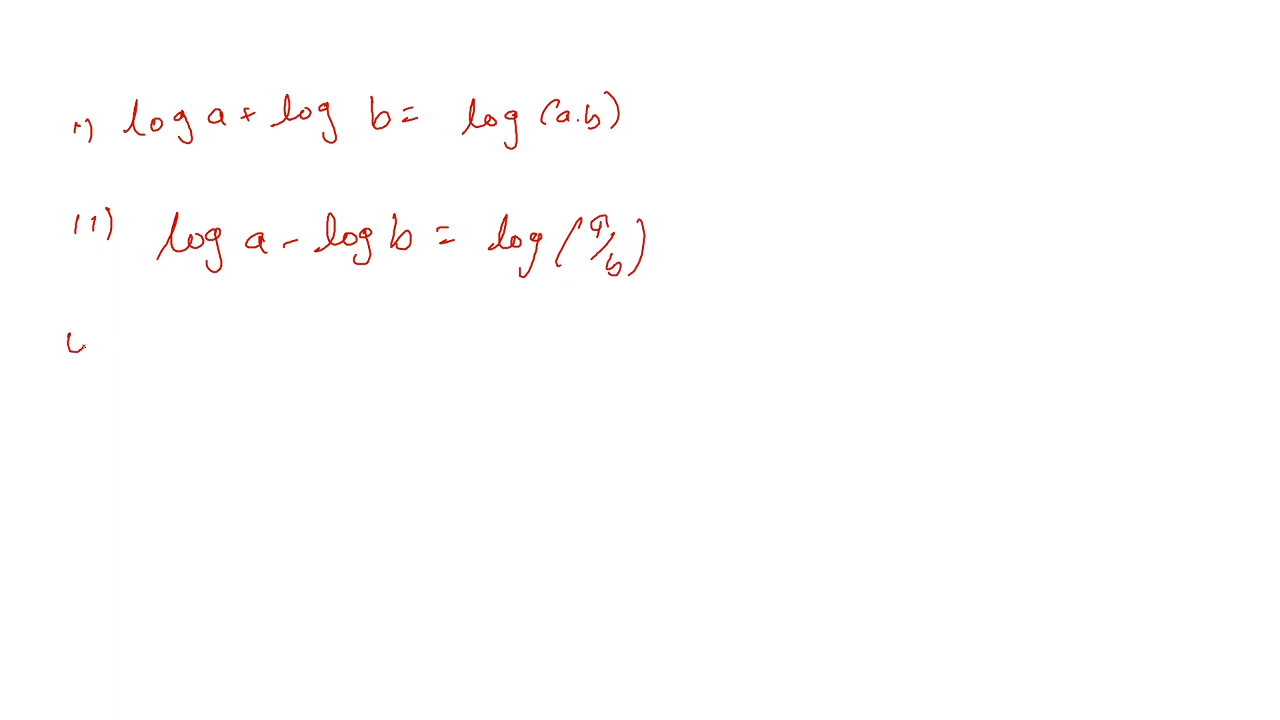 i) log a + log b = log (a.b)
ii) log a - log b = log (a/b)